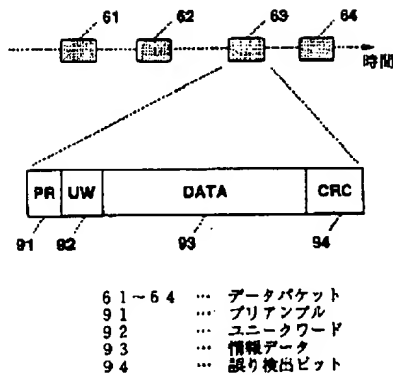 61 62 63 64
時間
PR UW DATA CRC
91 92 93 94
61~64 … データパケット
91 … プリアンブル
92 … ユニークワード
93 … 情報データ
94 … 誤り検出ビット